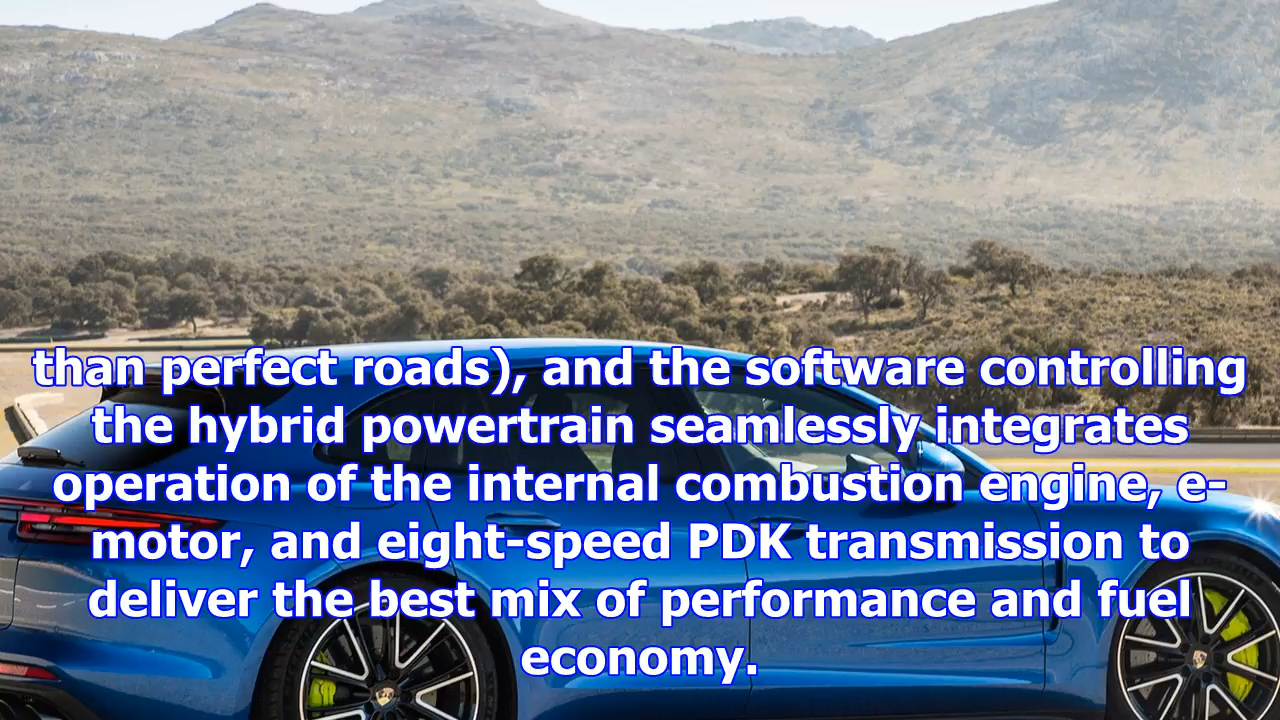 than perfect roads), and the software controlling
the hybrid powertrain seamlessly integrates
operation of the internal combustion engine, e-
motor, and eight-speed PDK transmission to
deliver the best mix of performance and fuel
economy.